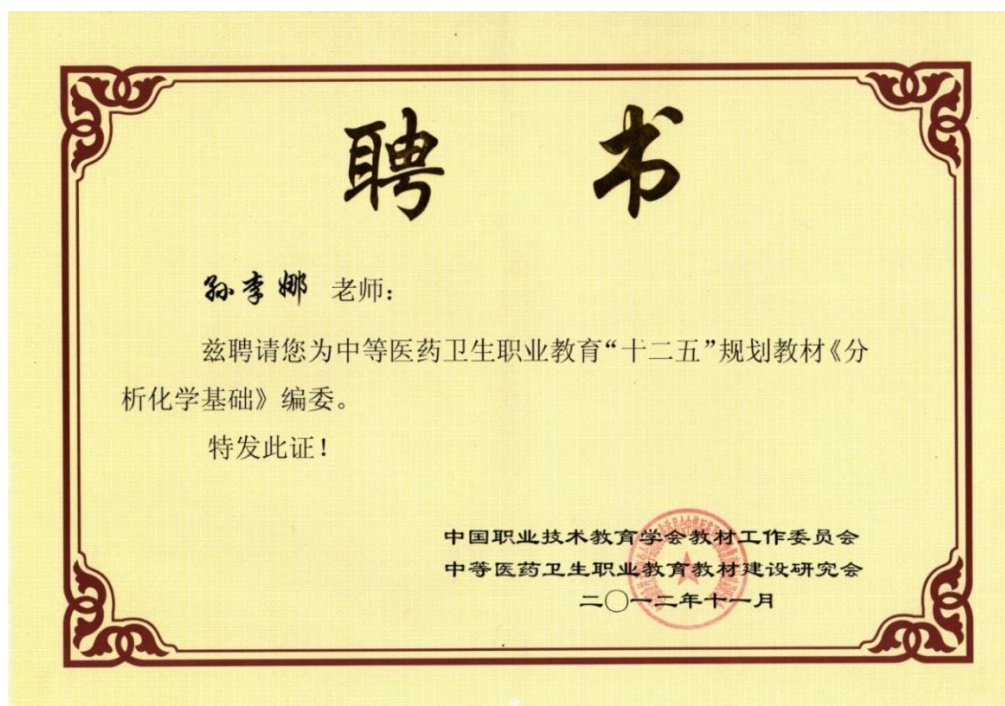 聘 书
孙李娜 老师：
兹聘请您为中等医药卫生职业教育“十二五”规划教材《分
析化学基础》编委。
特发此证！
中国职业技术教育学会教材工作委员会
中等医药卫生职业教育教材建设研究会
二〇一二年十一月